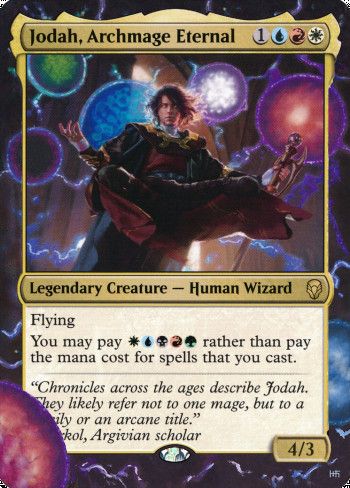 Jodah, Archmage Eternal 1
Legendary Creature — Human Wizard
Flying
You may pay rather than pay
the mana cost for spells that you cast.
“Chronicles across the ages describe Jodah.
They likely refer not to one mage, but to a
family or an arcane title.”
Argivian scholar
4/3